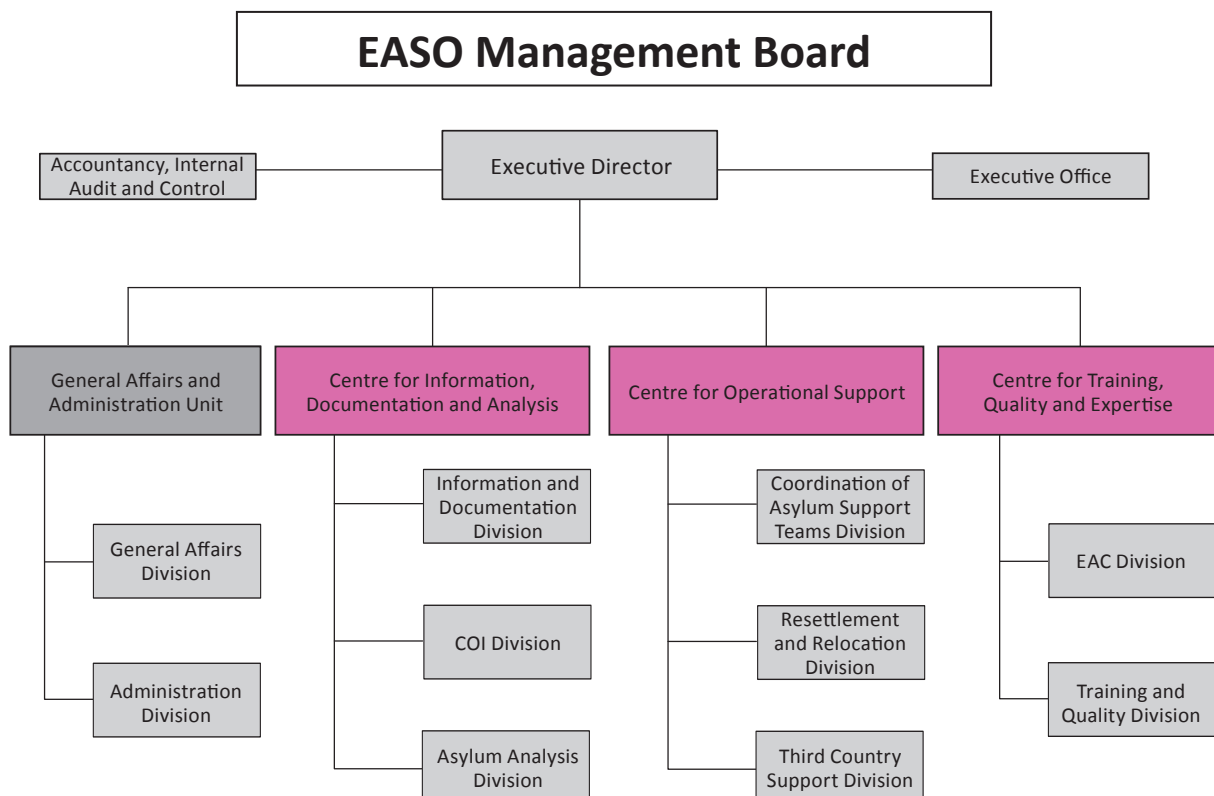 EASO Management Board
Accountancy, Internal
Audit and Control
Executive Director
Executive Office
General Affairs and
Administration Unit
Centre for Information,
Documentation and Analysis
Centre for Operational Support
Centre for Training,
Quality and Expertise
General Affairs
Division
Administration
Division
Information and
Documentation
Division
COI Division
Asylum Analysis
Division
Coordination of
Asylum Support
Teams Division
Resettlement
and Relocation
Division
Third Country
Support Division
EAC Division
Training and
Quality Division